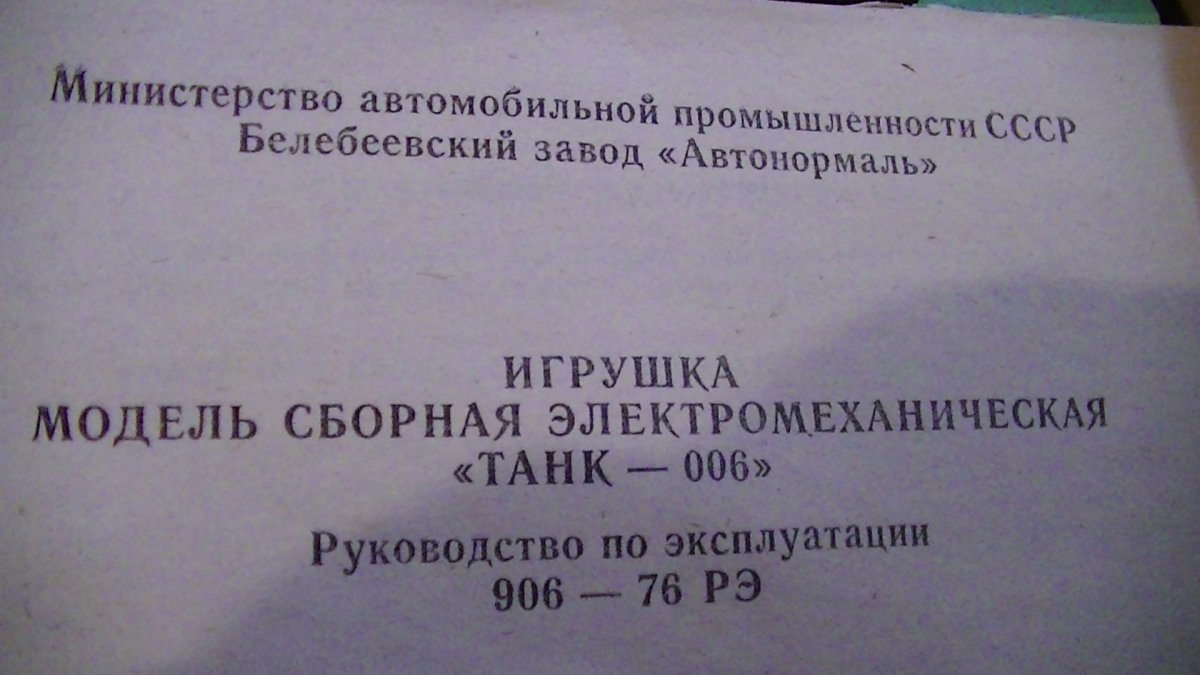 Министерство автомобильной промышленности СССР
Белебеевский завод «Автонормаль»
ИГРУШКА
МОДЕЛЬ СБОРНАЯ ЭЛЕКТРОМЕХАНИЧЕСКАЯ
«ТАНК — 006»
Руководство по эксплуатации
906 — 76 РЭ